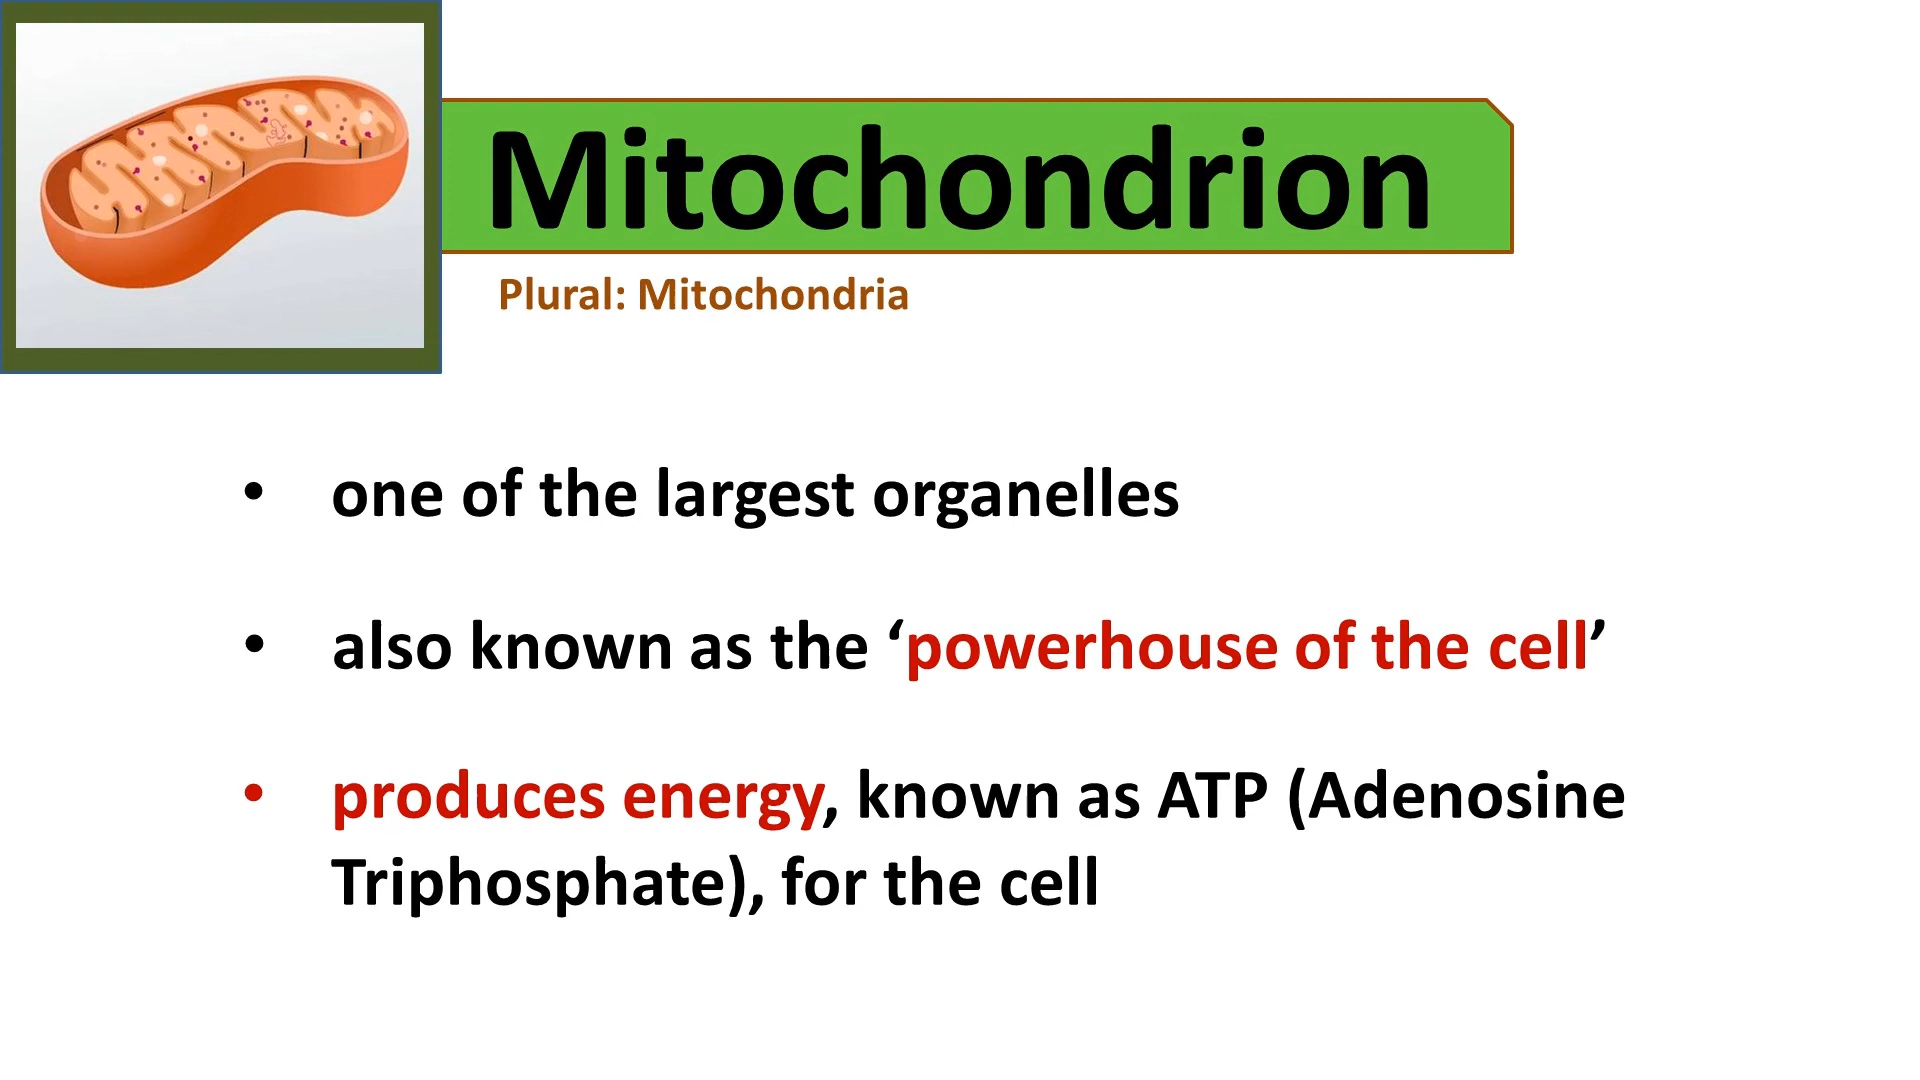 Mitochondrion
Plural: Mitochondria
• one of the largest organelles
• also known as the ‘powerhouse of the cell’
• produces energy, known as ATP (Adenosine
Triphosphate), for the cell